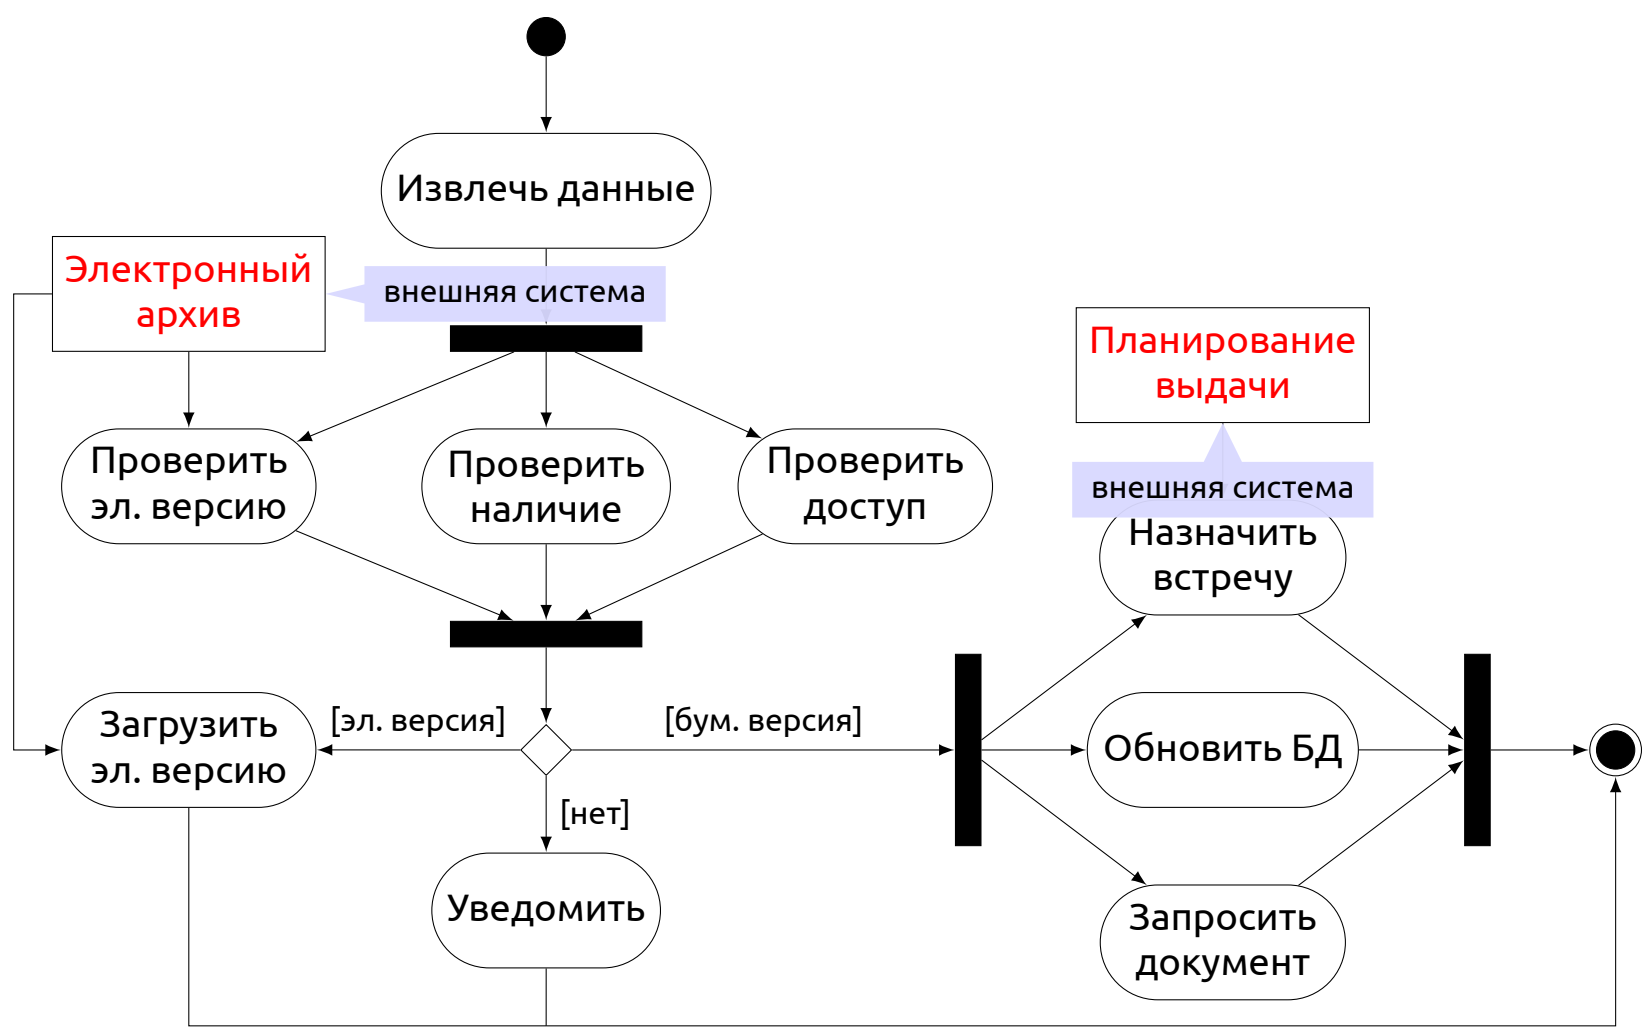 Извлечь данные
Электронный
архив
внешняя система
Планирование
выдачи
Проверить
эл. версию
Проверить
наличие
Проверить
доступ
внешняя система
Назначить
встречу
Загрузить
эл. версию
[эл. версия]
[бум. версия]
Обновить БД
[нет]
Уведомить
Запросить
документ